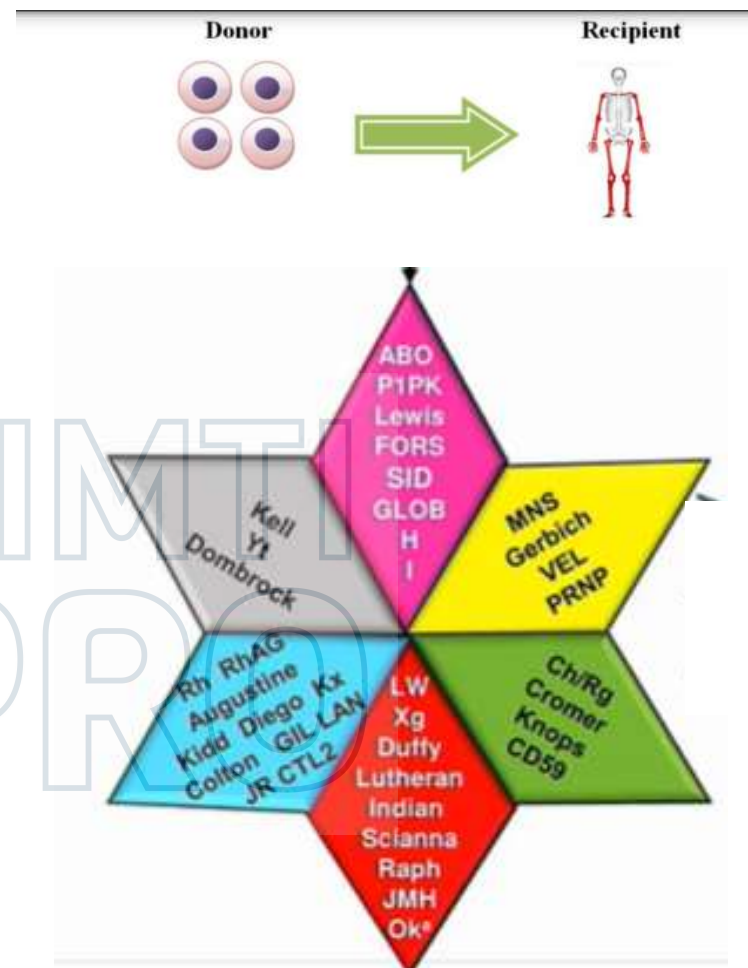 Donor
Recipient
ABO
P1PK
Lewis
FORS
SID
GLOB
H
I
Kell
Yt
Dombrock
MNS
Gerbich
VEL
PRNP
Rh RhAG
Augustine
Kidd Diego Kx
Colton GIL LAN
JR CTL2
LW
Xg
Duffy
Lutheran
Indian
Scianna
Raph
JMH
Okª
Ch/Rg
Cromer
Knops
CD59
IMTI
PRO